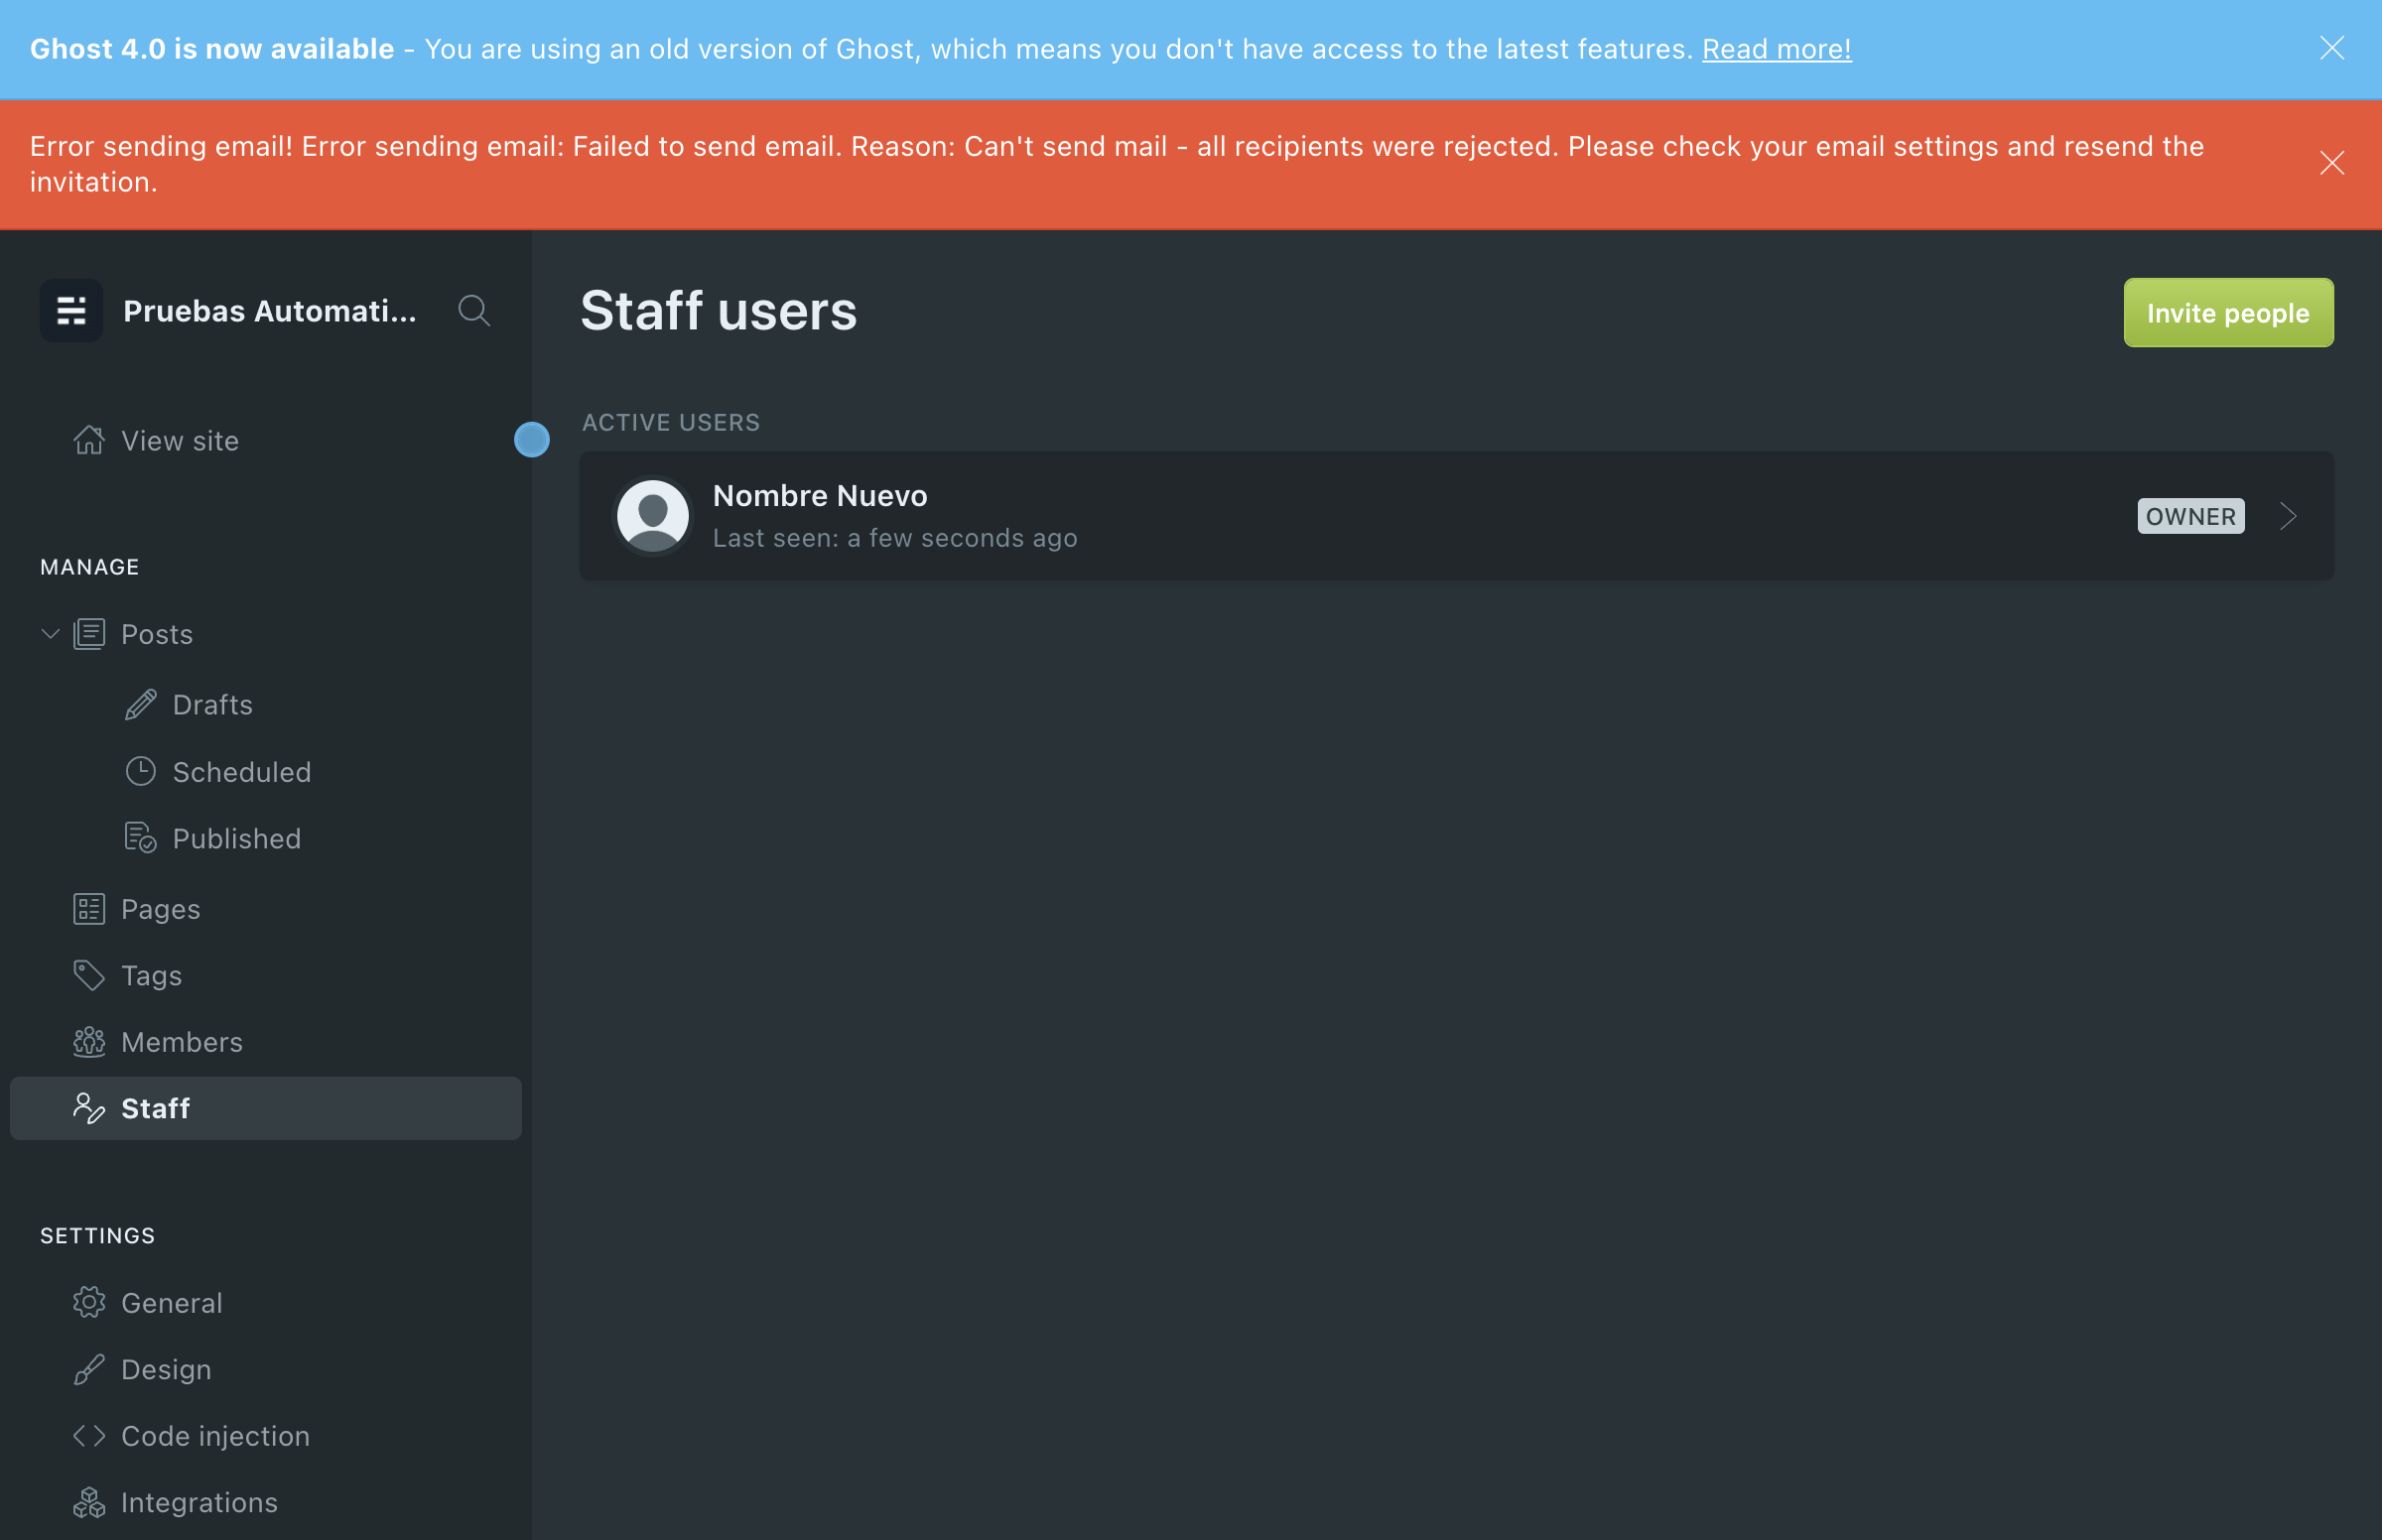 Ghost 4.0 is now available - You are using an old version of Ghost, which means you don't have access to the latest features. Read more!
Error sending email! Error sending email: Failed to send email. Reason: Can't send mail - all recipients were rejected. Please check your email settings and resend the
invitation.
Pruebas Automati...
View site
MANAGE
Posts
Drafts
Scheduled
Published
Pages
Tags
Members
Staff
SETTINGS
General
Design
Code injection
Integrations
Staff users
Invite people
ACTIVE USERS
Nombre Nuevo
Last seen: a few seconds ago
OWNER